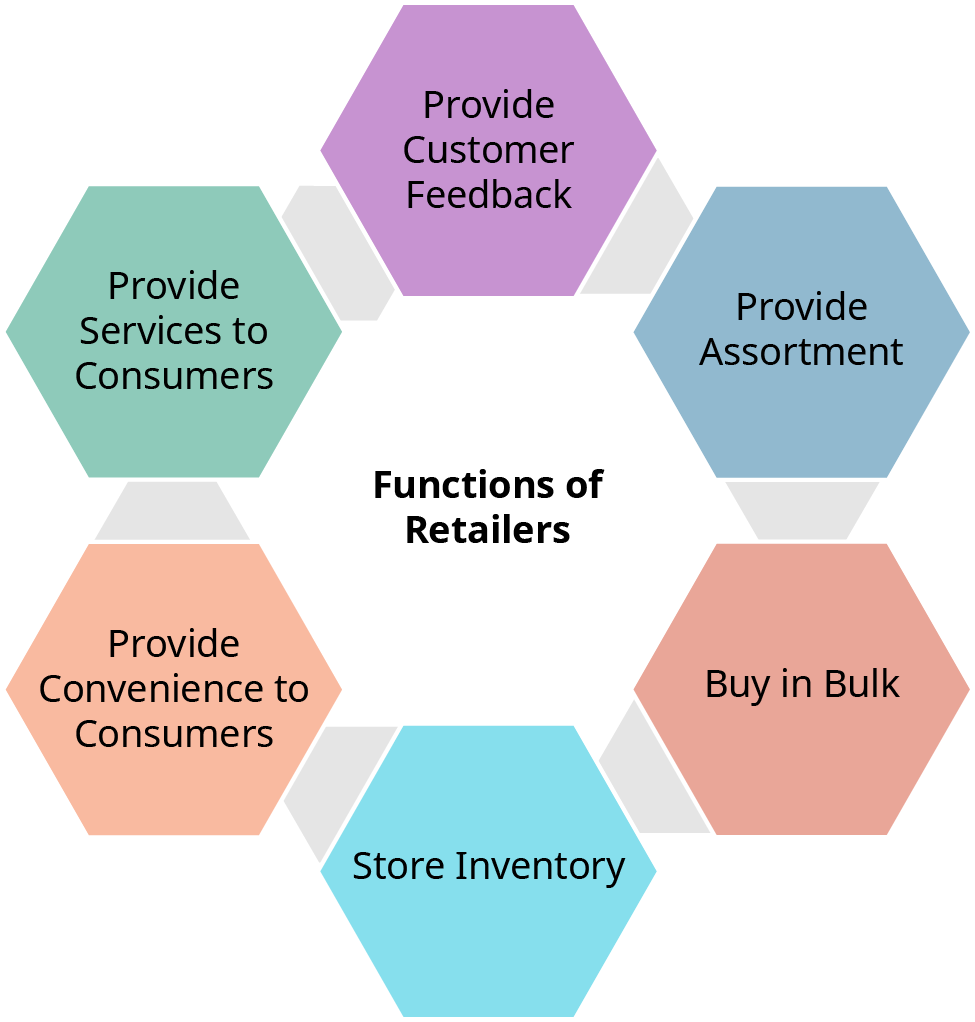 Provide
Customer
Feedback
Provide
Services to
Consumers
Provide
Assortment
Functions of
Retailers
Provide
Convenience to
Consumers
Buy in Bulk
Store Inventory